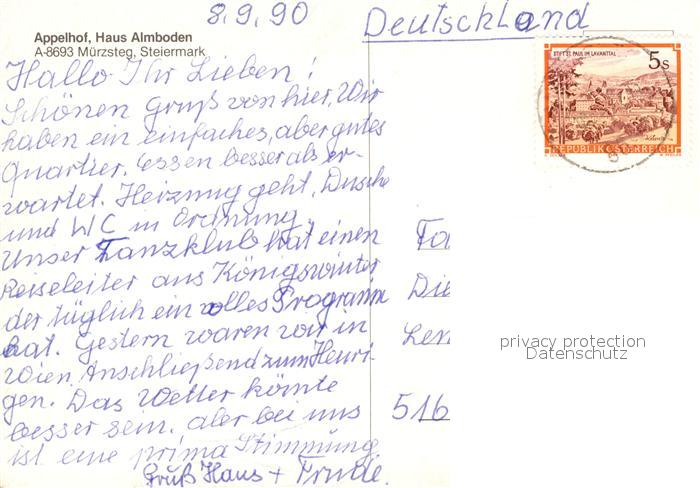 8.9.90
Deutschland
Appelhof, Haus Almboden
A-8693 Mürzsteg, Steiermark
Hallo Ihr Lieben!
Schönen Gruß von hier, Wir
haben ein einfaches, aber gutes
Quartier. Essen besser als er-
wartet. Heizung geht, Dusche
und WC in Ordnung.
Unser Tanzklub hat einen
Reiseleiter aus Königswinter
der täglich ein volles Programm
hat. Gestern waren wir in
Wien, Anschließend zum Heuri-
gen. Das Wetter könnte
besser sein. aber bei uns
ist eine prima Stimmung.
Gruß Hans + Trude.
STIFT ST. PAUL IM LAVANTTAL
5 S
REPUBLIK ÖSTERREICH
Fa
Die
Len
516
privacy protection
Datenschutz